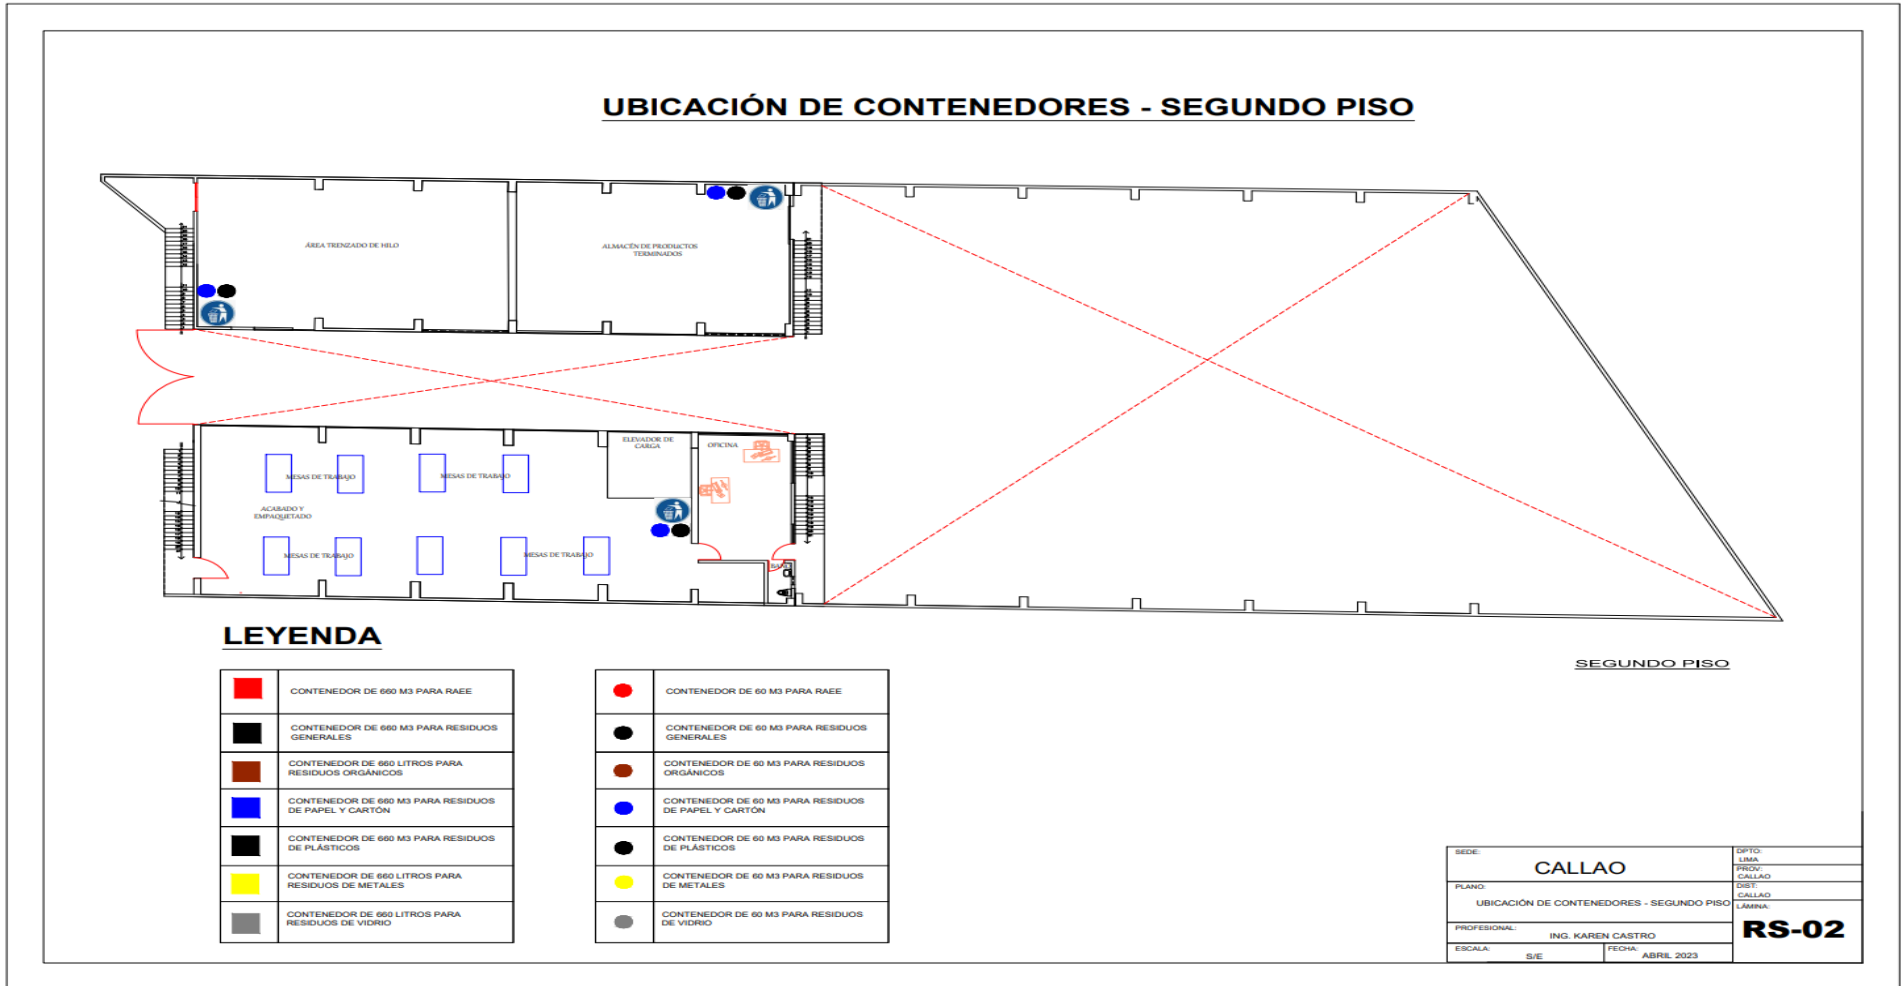 UBICACIÓN DE CONTENEDORES - SEGUNDO PISO
ÁREA TRENZADO DE HILO
ALMACÉN DE PRODUCTOS
TERMINADOS
ELEVADOR DE
CARGA
OFICINA
MESAS DE TRABAJO
MESAS DE TRABAJO
ACABADO Y
EMPAQUETADO
MESAS DE TRABAJO
MESAS DE TRABAJO
BAÑO
LEYENDA
CONTENEDOR DE 660 M3 PARA RAEE
CONTENEDOR DE 660 M3 PARA RESIDUOS
GENERALES
CONTENEDOR DE 660 LITROS PARA
RESIDUOS ORGÁNICOS
CONTENEDOR DE 660 M3 PARA RESIDUOS
DE PAPEL Y CARTÓN
CONTENEDOR DE 660 M3 PARA RESIDUOS
DE PLÁSTICOS
CONTENEDOR DE 660 LITROS PARA
RESIDUOS DE METALES
CONTENEDOR DE 660 LITROS PARA
RESIDUOS DE VIDRIO
CONTENEDOR DE 60 M3 PARA RAEE
CONTENEDOR DE 60 M3 PARA RESIDUOS
GENERALES
CONTENEDOR DE 60 M3 PARA RESIDUOS
ORGÁNICOS
CONTENEDOR DE 60 M3 PARA RESIDUOS
DE PAPEL Y CARTÓN
CONTENEDOR DE 60 M3 PARA RESIDUOS
DE PLÁSTICOS
CONTENEDOR DE 60 M3 PARA RESIDUOS
DE METALES
CONTENEDOR DE 60 M3 PARA RESIDUOS
DE VIDRIO
SEGUNDO PISO
SEDE:
CALLAO
DPTO:
LIMA
PROV:
CALLAO
DIST:
CALLAO
PLANO:
UBICACIÓN DE CONTENEDORES - SEGUNDO PISO
LÁMINA:
RS-02
PROFESIONAL:
ING. KAREN CASTRO
ESCALA:
S/E
FECHA:
ABRIL 2023